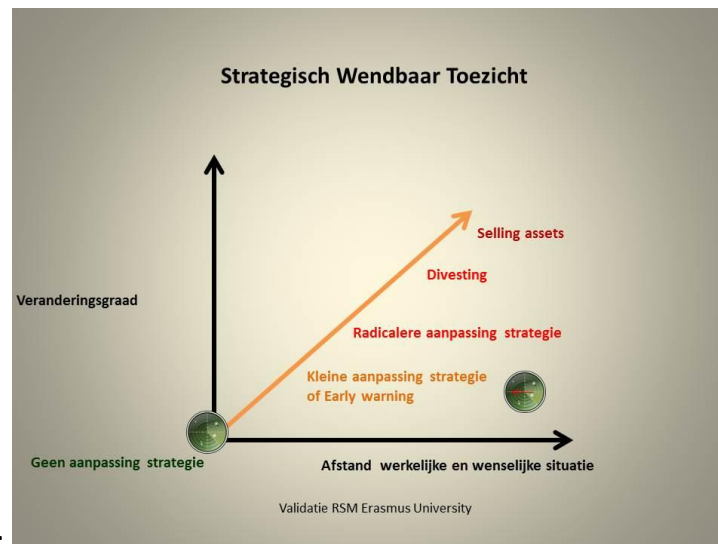 Strategisch Wendbaar Toezicht
Selling assets
Divesting
Veranderingsgraad
Radicalere aanpassing strategie
Kleine aanpassing strategie
of Early warning
Geen aanpassing strategie
Afstand werkelijke en wenselijke situatie
Validatie RSM Erasmus University